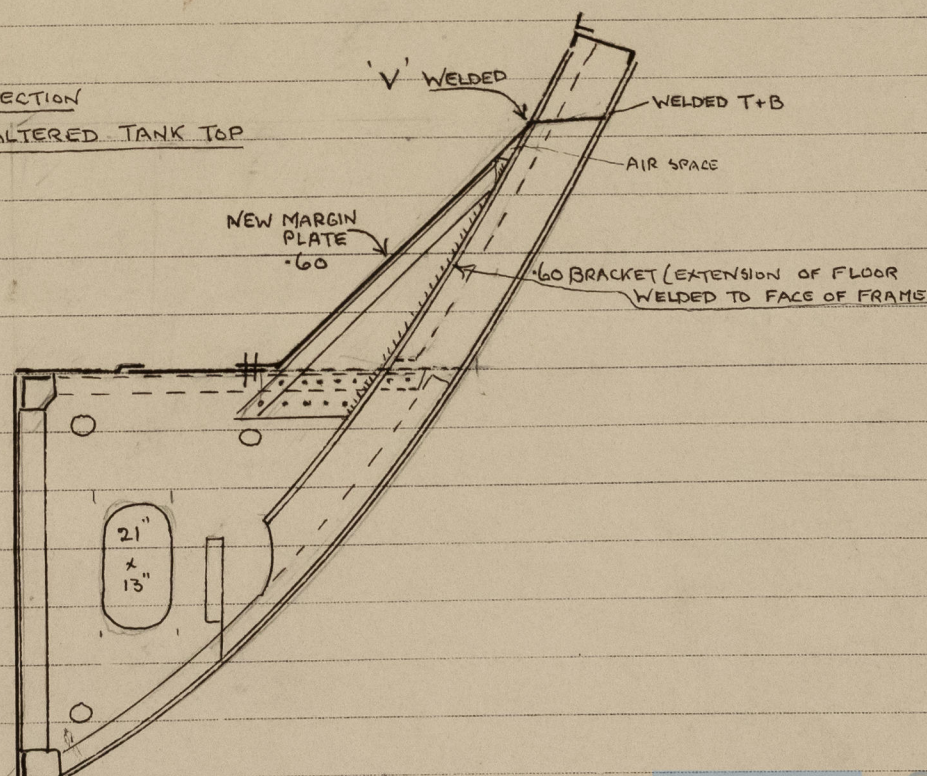 ECTION
ALTERED TANK TOP
'V' WELDED
WELDED T+B
AIR SPACE
NEW MARGIN
PLATE
.60
.60 BRACKET (EXTENSION OF FLOOR
WELDED TO FACE OF FRAME
21"
x
13"